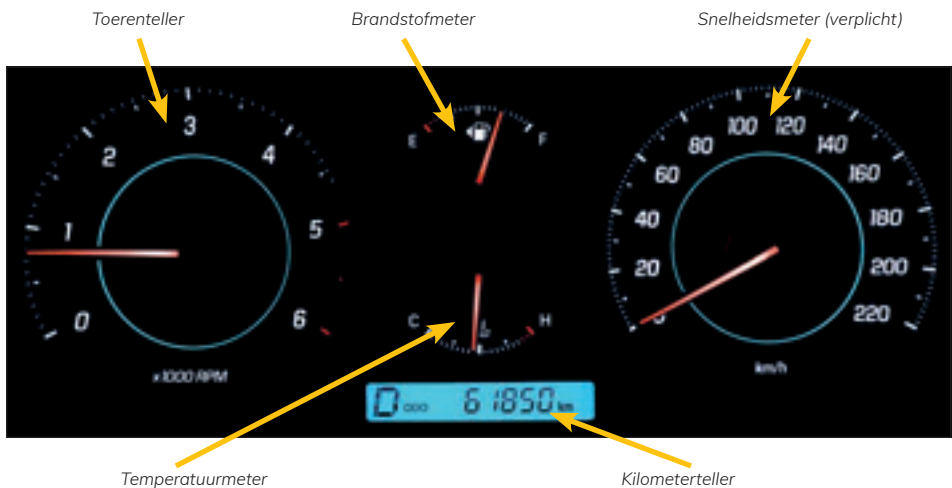 Toerenteller
Brandstofmeter
Snelheidsmeter (verplicht)
0
1
2
3
4
5
6
x1000 RPM
E
F
C
H
0
20
40
60
80
100
120
140
160
180
200
220
km/h
D 000 61850 km
Temperatuurmeter
Kilometerteller